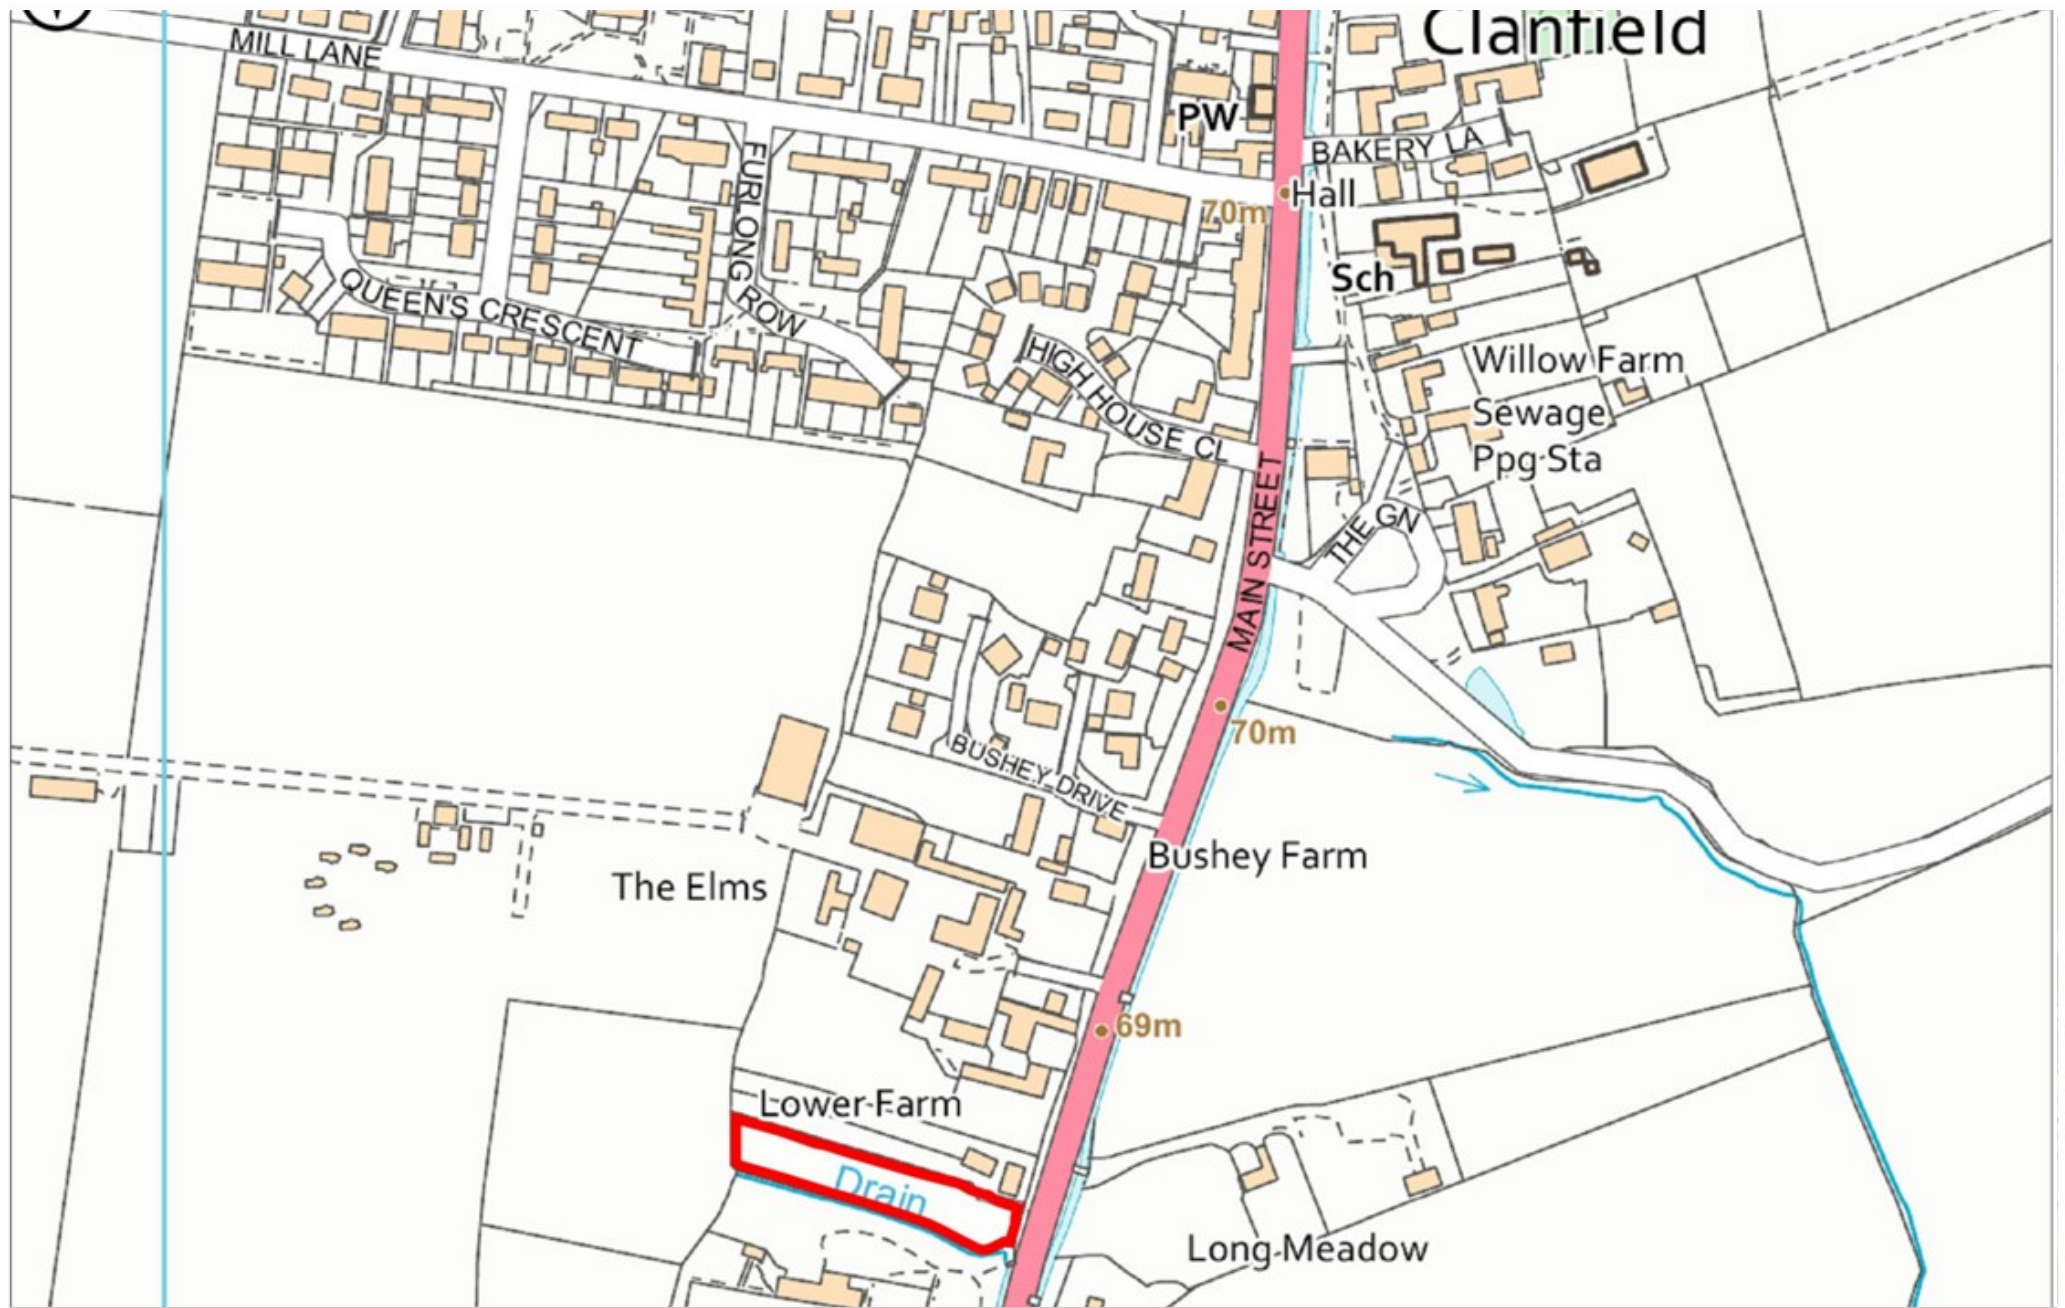 Clanfield
MILL LANE
PW
BAKERY LA
Hall
70m
FURLONG ROW
Sch
QUEEN'S CRESCENT
HIGH HOUSE CL
Willow Farm
Sewage
Ppg Sta
MAIN STREET
THE GN
70m
BUSHEY DRIVE
Bushey Farm
The Elms
69m
Lower Farm
Drain
Long Meadow